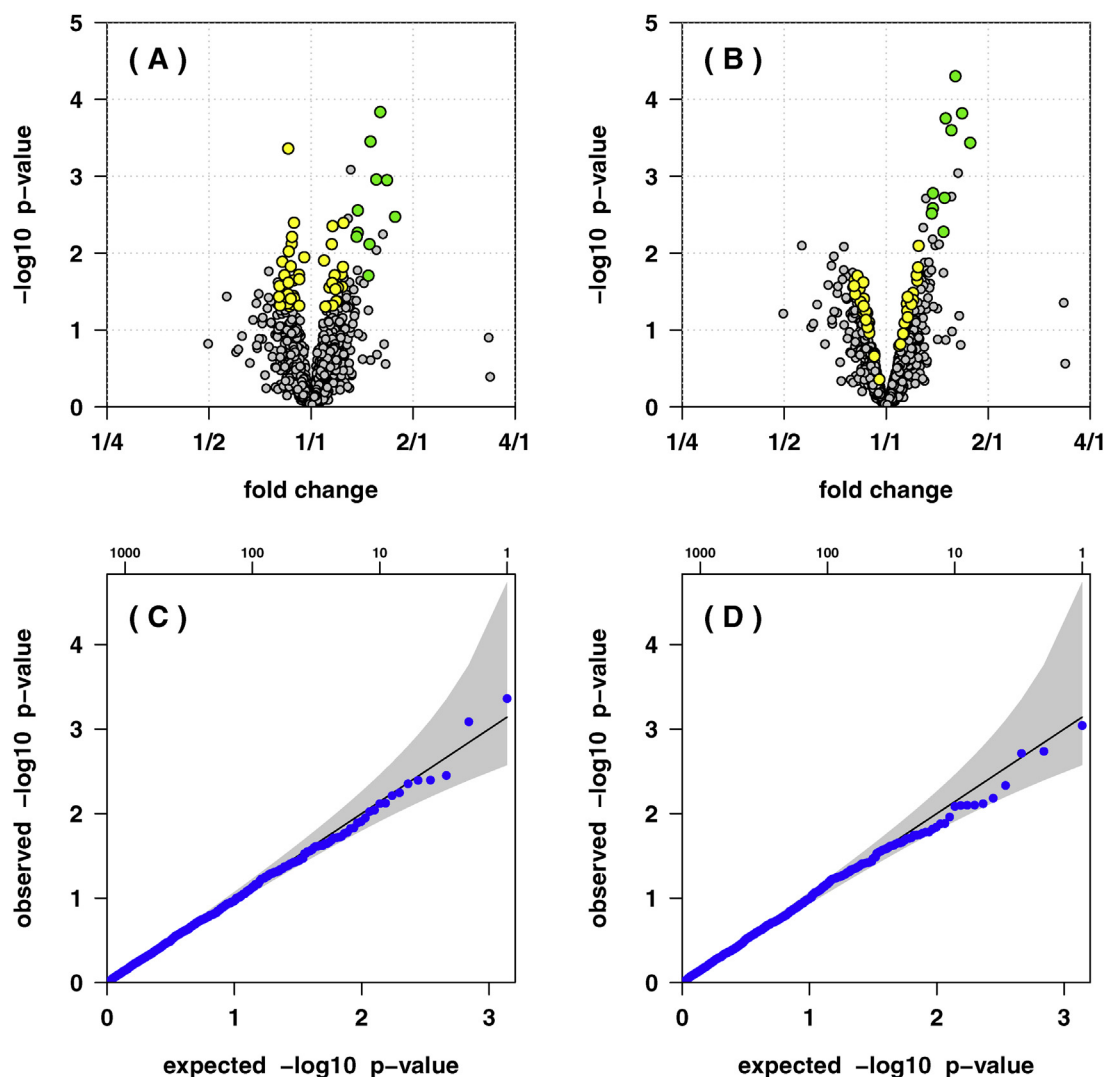 ( A )
5
4
3
2
1
0
−log10 p−value
1/4 1/2 1/1 2/1 4/1
fold change
( B )
5
4
3
2
1
0
−log10 p−value
1/4 1/2 1/1 2/1 4/1
fold change
1000 100 10 1
( C )
4
3
2
1
0
observed −log10 p−value
0 1 2 3
expected −log10 p−value
1000 100 10 1
( D )
4
3
2
1
0
observed −log10 p−value
0 1 2 3
expected −log10 p−value